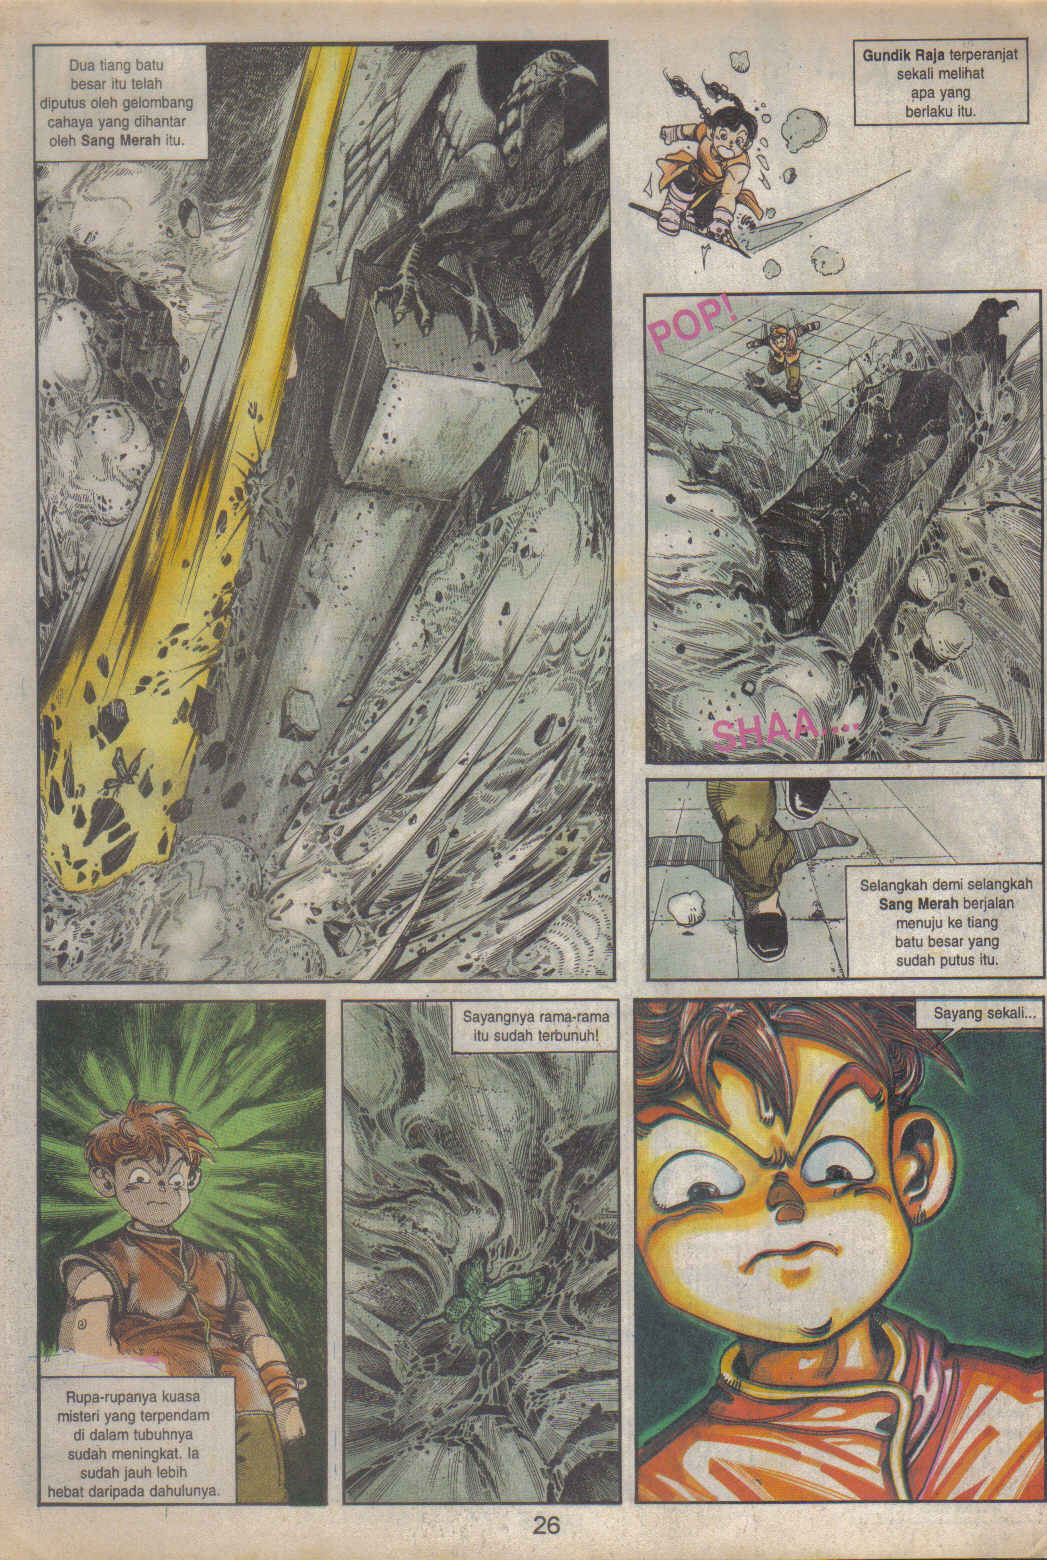 Dua tiang batu
besar itu telah
diputus oleh gelombang
cahaya yang dihantar
oleh Sang Merah itu.
Gundik Raja terperanjat
sekali melihat
apa yang
berlaku itu.
POP!
SHAA....
Selangkah demi selangkah
Sang Merah berjalan
menuju ke tiang
batu besar yang
sudah putus itu.
Rupa-rupanya kuasa
misteri yang terpendam
di dalam tubuhnya
sudah meningkat. Ia
sudah jauh lebih
hebat daripada dahulunya.
Sayangnya rama-rama
itu sudah terbunuh!
Sayang sekali...
26